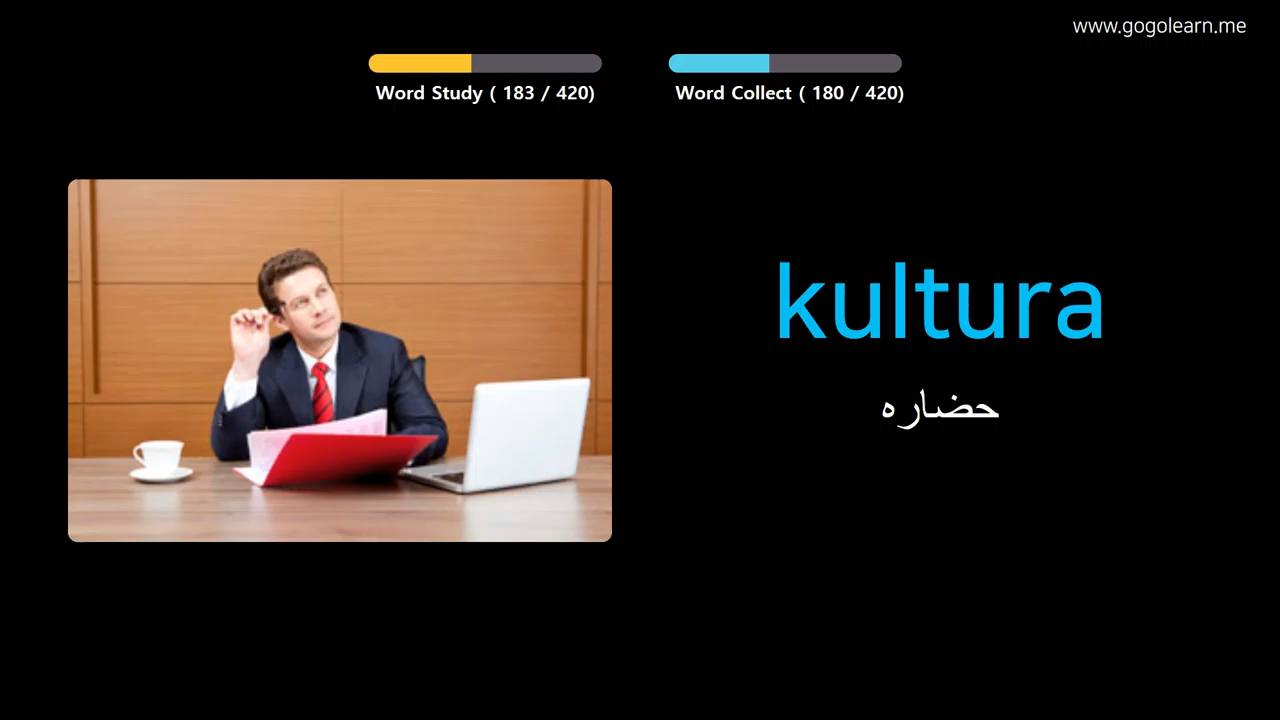 www.gogolearn.me
Word Study ( 183 / 420)
Word Collect ( 180 / 420)
kultura
حضاره